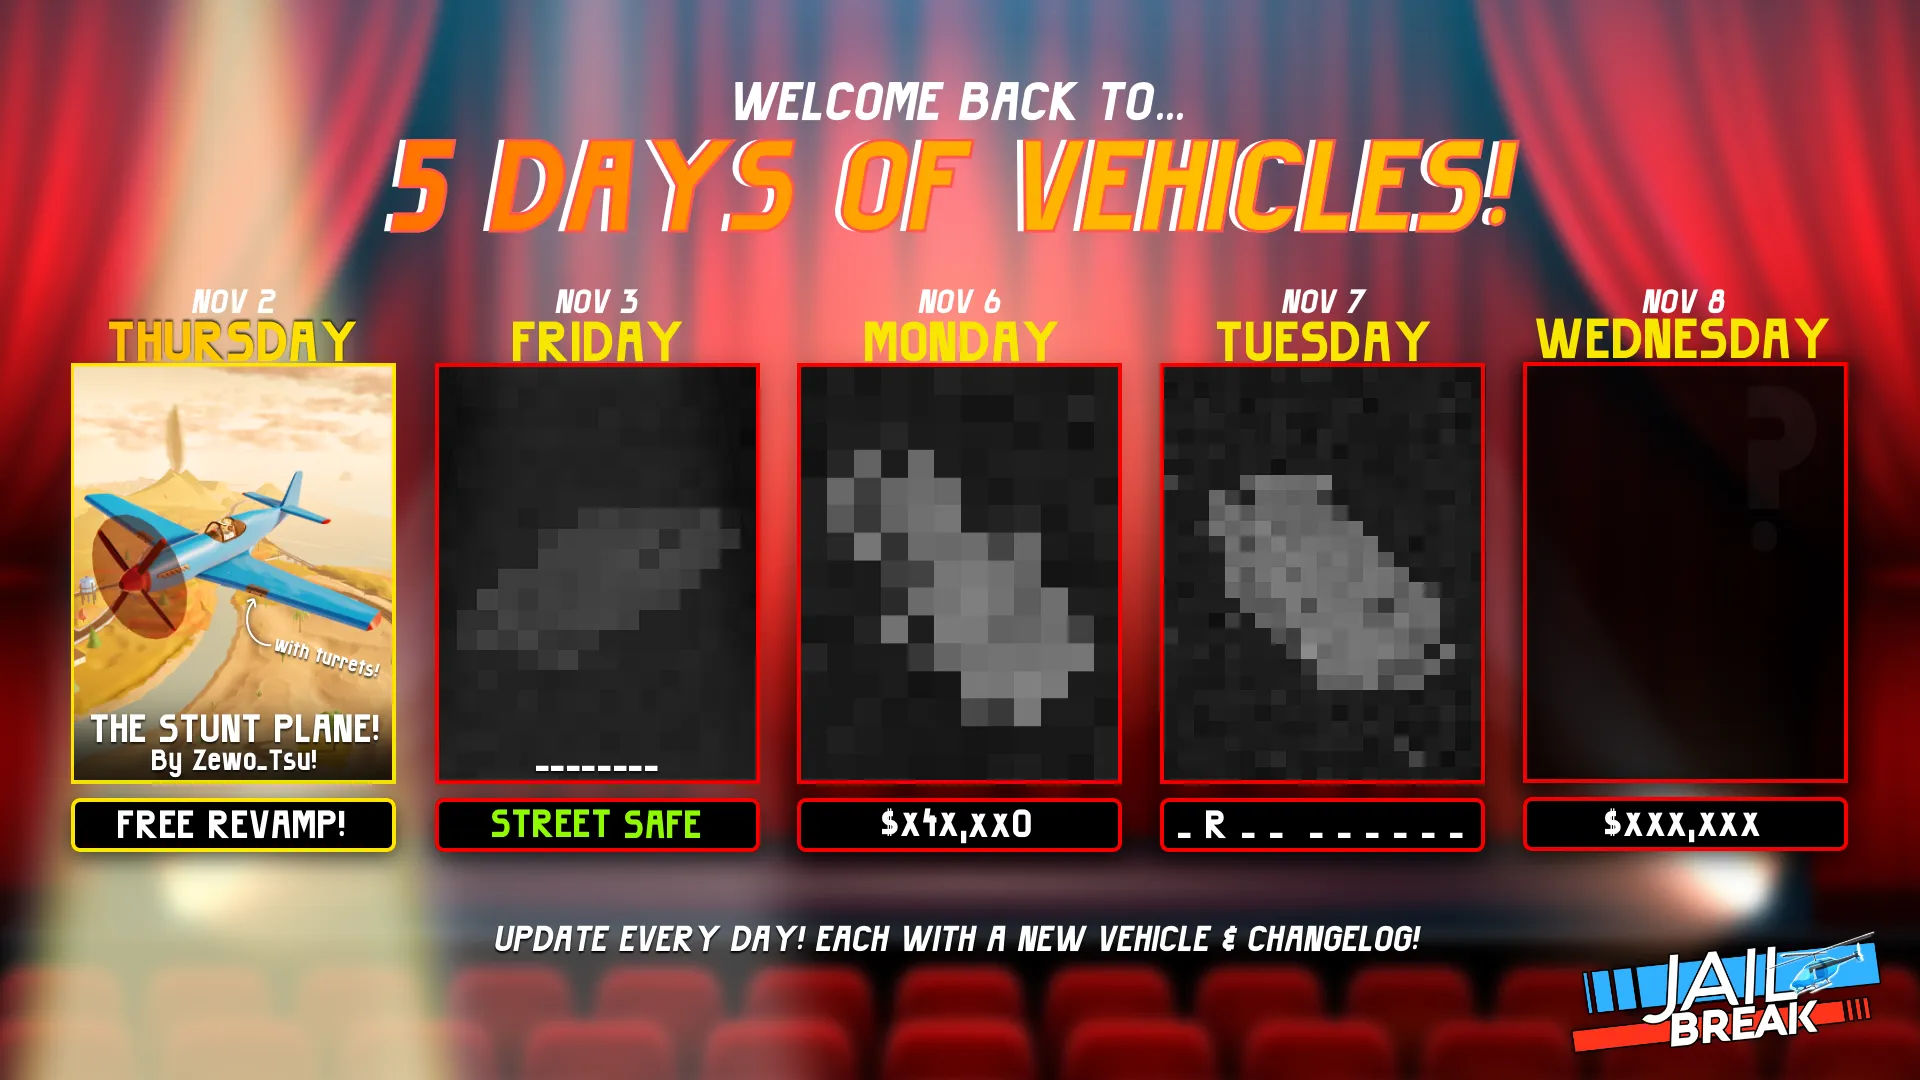 WELCOME BACK TO...
5 DAYS OF VEHICLES!
NOV 2
THURSDAY
with turrets!
THE STUNT PLANE!
By Zewo_Tsu!
FREE REVAMP!
NOV 3
FRIDAY
________
STREET SAFE
NOV 6
MONDAY
$X4X,XX0
NOV 7
TUESDAY
_ R _ _ _ _ _ _ _ _
NOV 8
WEDNESDAY
?
$XXX,XXX
UPDATE EVERY DAY! EACH WITH A NEW VEHICLE & CHANGELOG!
JAIL
BREAK